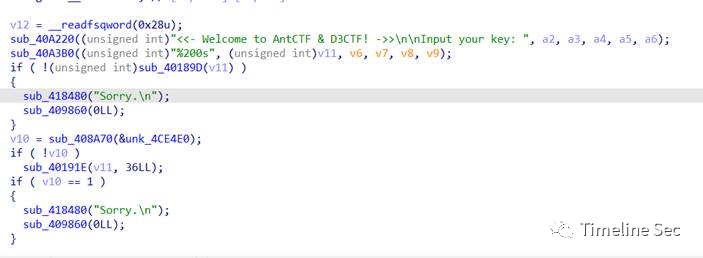 v12 = __readfsqword(0x28u);
sub_40A220((unsigned int)"<<- Welcome to AntCTF & D3CTF! ->>\n\nInput your key: ", a2, a3, a4, a5, a6);
sub_40A3B0((unsigned int)"%200s", (unsigned int)v11, v6, v7, v8, v9);
if ( !(unsigned int)sub_40189D(v11) )
{
sub_418480("Sorry.\n");
sub_409860(0LL);
}
v10 = sub_408A70(&unk_4CE4E0);
if ( !v10 )
sub_40191E(v11, 36LL);
if ( v10 == 1 )
{
sub_418480("Sorry.\n");
sub_409860(0LL);
}
Timeline Sec